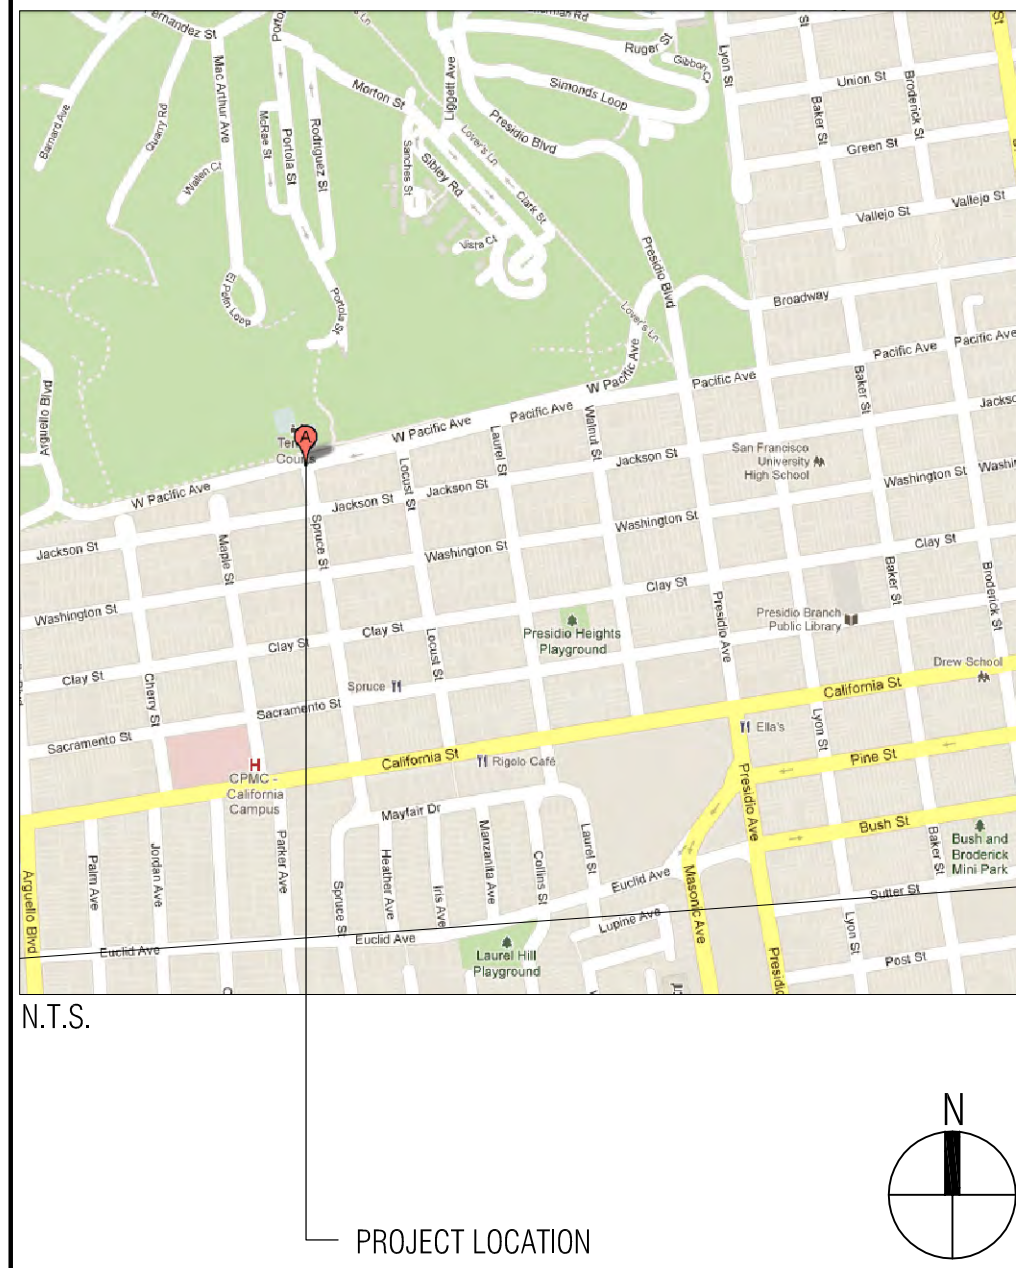 Fernandez St
Mac Arthur Ave
Barnard Ave
Quarry Rd
Wallen Ct
McRae St
Portola St
Rodriguez St
Morton St
Liggett Ave
Lover's Ln
Sanches St
Sibley Rd
Clark St
Vista Ct
El Polin Loop
Portola St
Presidio Blvd
Simonds Loop
Ruger St
Gibbon Ct
Lyon St
Union St
Baker St
Broderick St
Green St
Vallejo St
Vallejo St
Presidio Blvd
Broadway
Lover's Ln
Pacific Ave
Pacific Ave
Arguello Blvd
W Pacific Ave
Pacific Ave
Pacific Ave
W Pacific Ave
W Pacific Ave
A
Laurel St
Walnut St
Baker St
San Francisco
University
High School
Jackson St
Jackson St
Jackson St
Jackson St
Locust St
Spruce St
Maple St
Washington St
Washington St
Washington St
Washington St
Clay St
Clay St
Clay St
Clay St
Clay St
Baker St
Broderick St
Presidio Ave
Presidio Branch
Public Library
Presidio Heights
Playground
Locust St
Cherry St
Spruce
Sacramento St
Sacramento St
Drew School
California St
California St
Ella's
Lyon St
Pine St
Rigolo Café
H
CPMC -
California
Campus
Mayfair Dr
Presidio Ave
Bush St
Bush and
Broderick
Mini Park
Baker St
Arguello Blvd
Palm Ave
Jordan Ave
Parker Ave
Spruce St
Heather Ave
Iris Ave
Manzanita Ave
Collins St
Laurel St
Euclid Ave
Masonic Ave
Sutter St
Lupine Ave
Lyon St
Post St
Euclid Ave
Euclid Ave
Laurel Hill
Playground
N.T.S.
N
PROJECT LOCATION